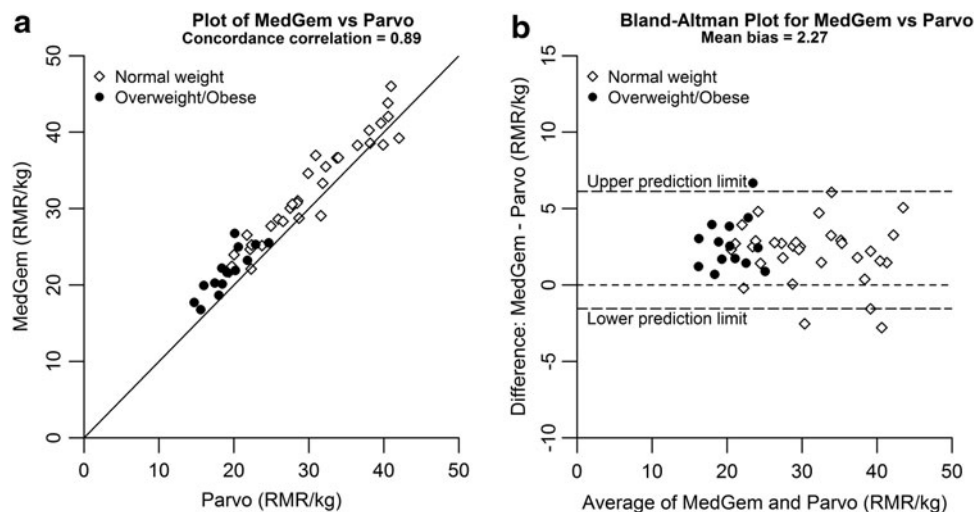 a
Plot of MedGem vs Parvo
Concordance correlation = 0.89
Normal weight
Overweight/Obese
MedGem (RMR/kg)
50
40
30
20
10
0
0 10 20 30 40 50
Parvo (RMR/kg)
b
Bland-Altman Plot for MedGem vs Parvo
Mean bias = 2.27
Normal weight
Overweight/Obese
Difference: MedGem - Parvo (RMR/kg)
15
10
5
0
-5
-10
Upper prediction limit
Lower prediction limit
0 10 20 30 40 50
Average of MedGem and Parvo (RMR/kg)